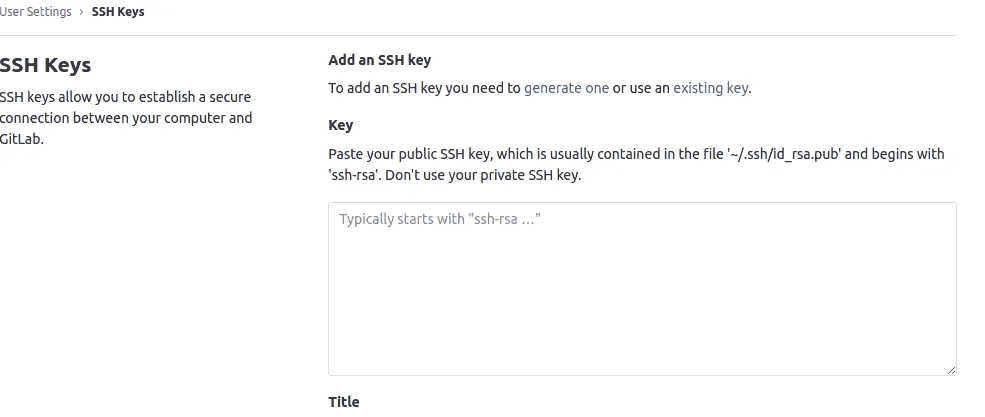 User Settings › SSH Keys
SSH Keys
SSH keys allow you to establish a secure
connection between your computer and
GitLab.
Add an SSH key
To add an SSH key you need to generate one or use an existing key.
Key
Paste your public SSH key, which is usually contained in the file '~/.ssh/id_rsa.pub' and begins with
'ssh-rsa'. Don't use your private SSH key.
Typically starts with "ssh-rsa …"
Title